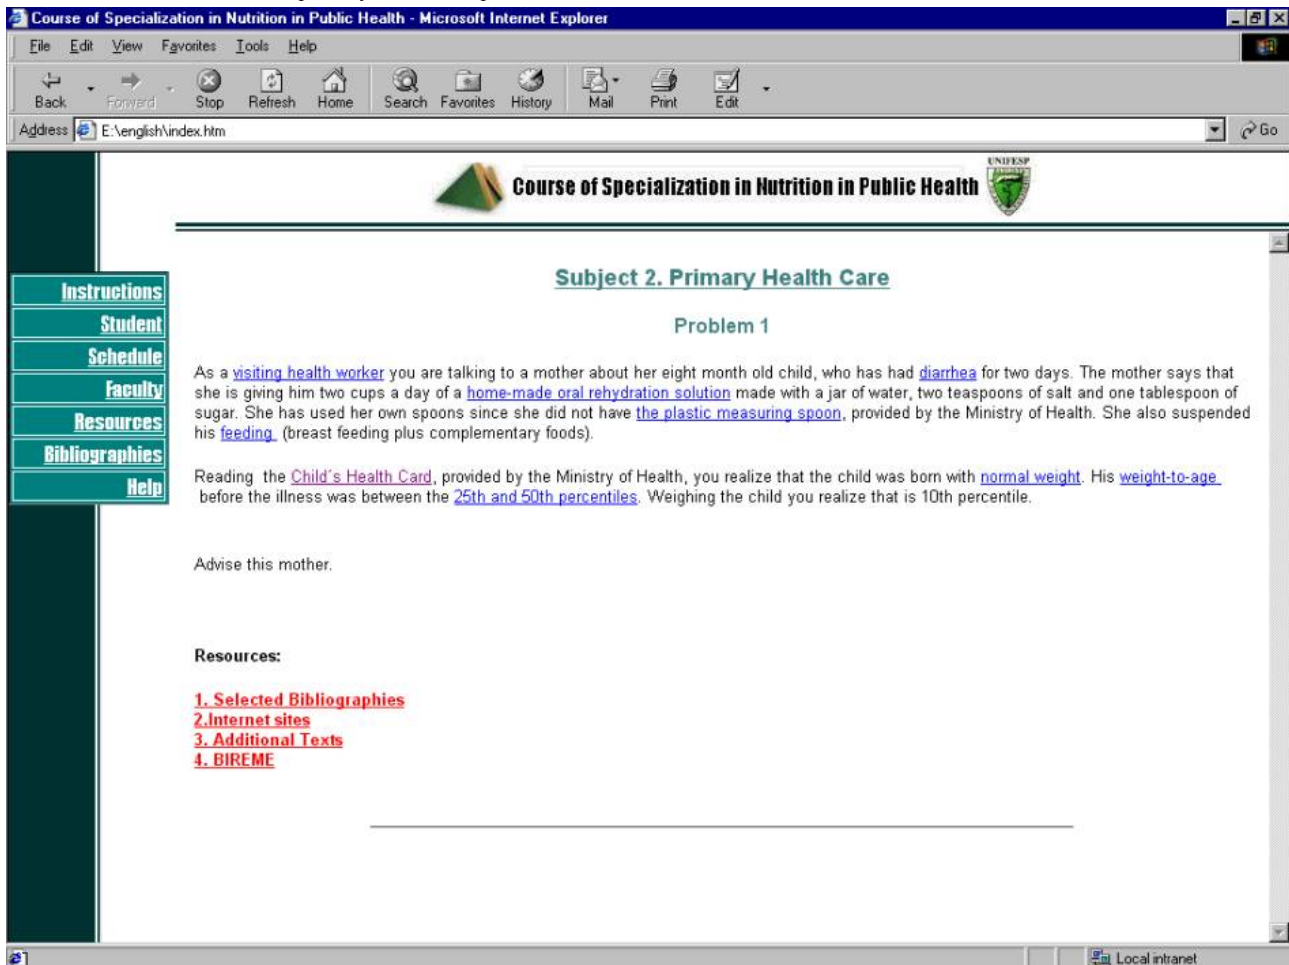 Course of Specialization in Nutrition in Public Health - Microsoft Internet Explorer
File Edit View Favorites Tools Help
Back Forward Stop Refresh Home Search Favorites History Mail Print Edit
Address E:\english\index.htm Go
UNIFESP
Course of Specialization in Nutrition in Public Health
Instructions
Student
Schedule
Faculty
Resources
Bibliographies
Help
Subject 2. Primary Health Care
Problem 1
As a visiting health worker you are talking to a mother about her eight month old child, who has had diarrhea for two days. The mother says that
she is giving him two cups a day of a home-made oral rehydration solution made with a jar of water, two teaspoons of salt and one tablespoon of
sugar. She has used her own spoons since she did not have the plastic measuring spoon, provided by the Ministry of Health. She also suspended
his feeding (breast feeding plus complementary foods).
Reading the Child´s Health Card, provided by the Ministry of Health, you realize that the child was born with normal weight. His weight-to-age
before the illness was between the 25th and 50th percentiles. Weighing the child you realize that is 10th percentile.
Advise this mother.
Resources:
1. Selected Bibliographies
2.Internet sites
3. Additional Texts
4. BIREME
Local intranet